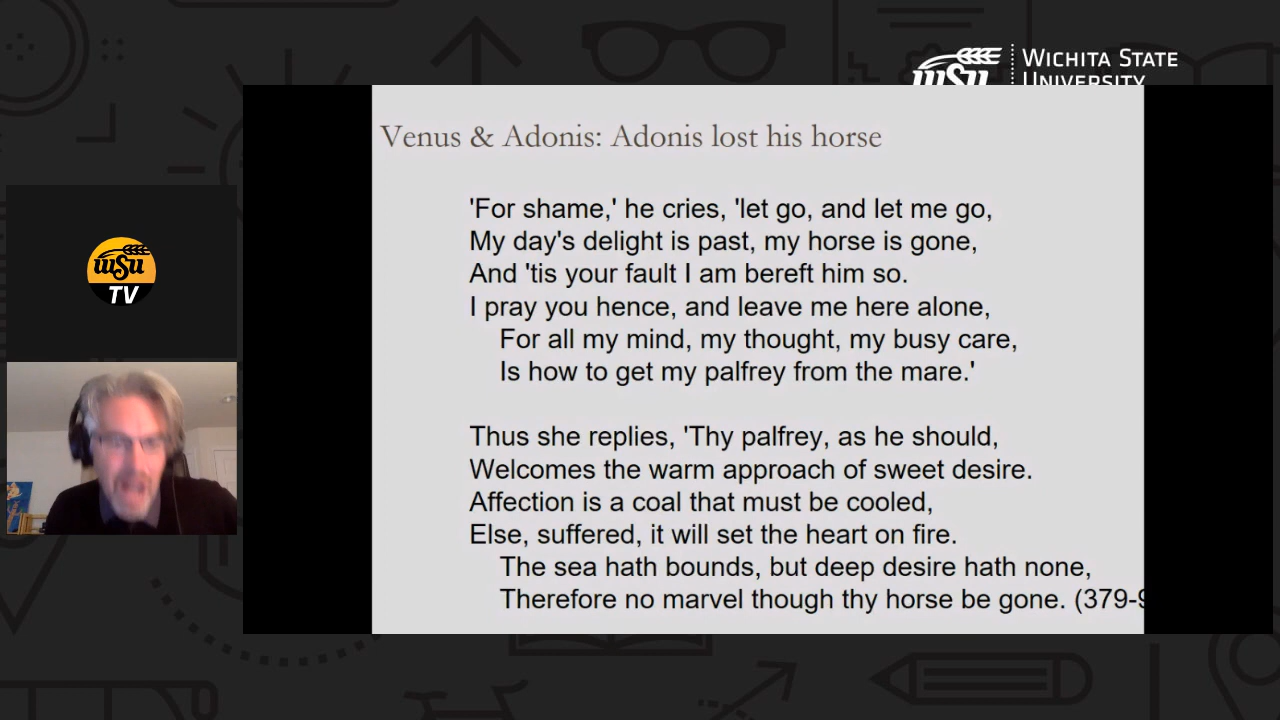 wsu
WICHITA STATE
UNIVERSITY
Venus & Adonis: Adonis lost his horse
'For shame,' he cries, 'let go, and let me go,
My day's delight is past, my horse is gone,
And 'tis your fault I am bereft him so.
I pray you hence, and leave me here alone,
For all my mind, my thought, my busy care,
Is how to get my palfrey from the mare.'
Thus she replies, 'Thy palfrey, as he should,
Welcomes the warm approach of sweet desire.
Affection is a coal that must be cooled,
Else, suffered, it will set the heart on fire.
The sea hath bounds, but deep desire hath none,
Therefore no marvel though thy horse be gone. (379-9
wsu
TV